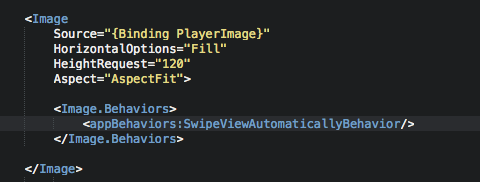 <Image
Source="{Binding PlayerImage}"
HorizontalOptions="Fill"
HeightRequest="120"
Aspect="AspectFit">
<Image.Behaviors>
<appBehaviors:SwipeViewAutomaticallyBehavior/>
</Image.Behaviors>
</Image>